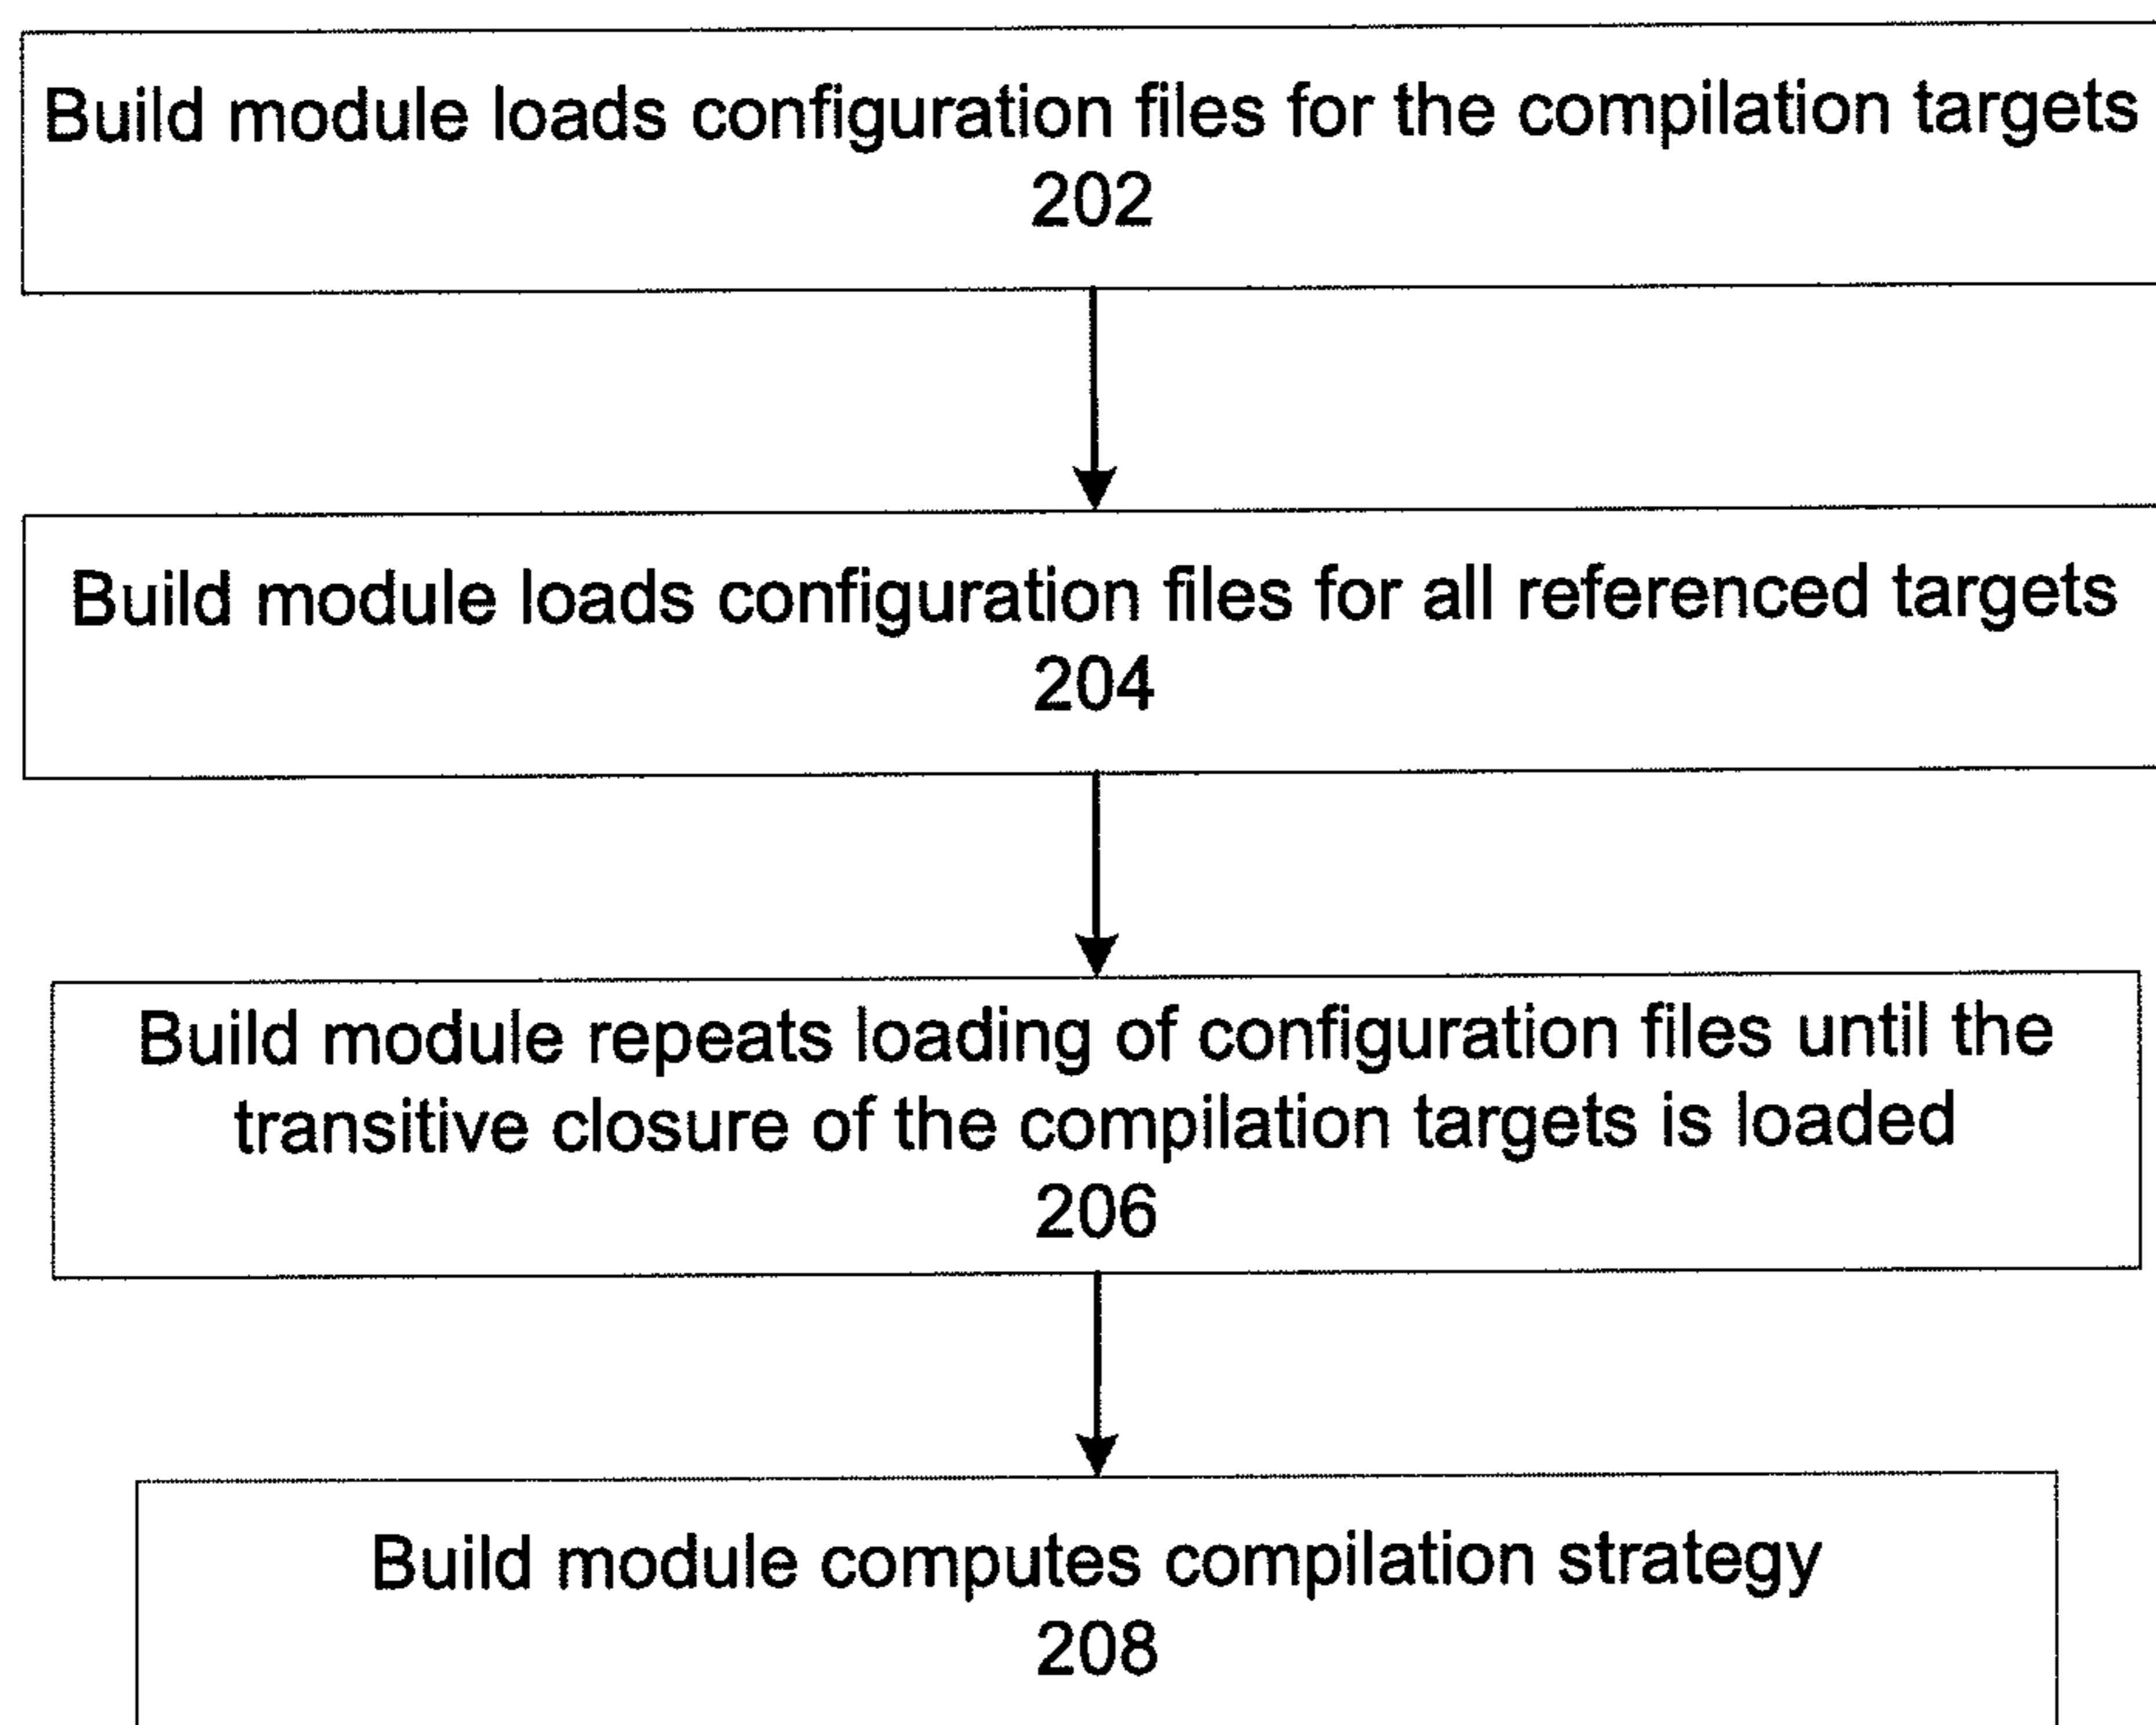 Build module loads configuration files for the compilation targets
202
Build module loads configuration files for all referenced targets
204
Build module repeats loading of configuration files until the
transitive closure of the compilation targets is loaded
206
Build module computes compilation strategy
208